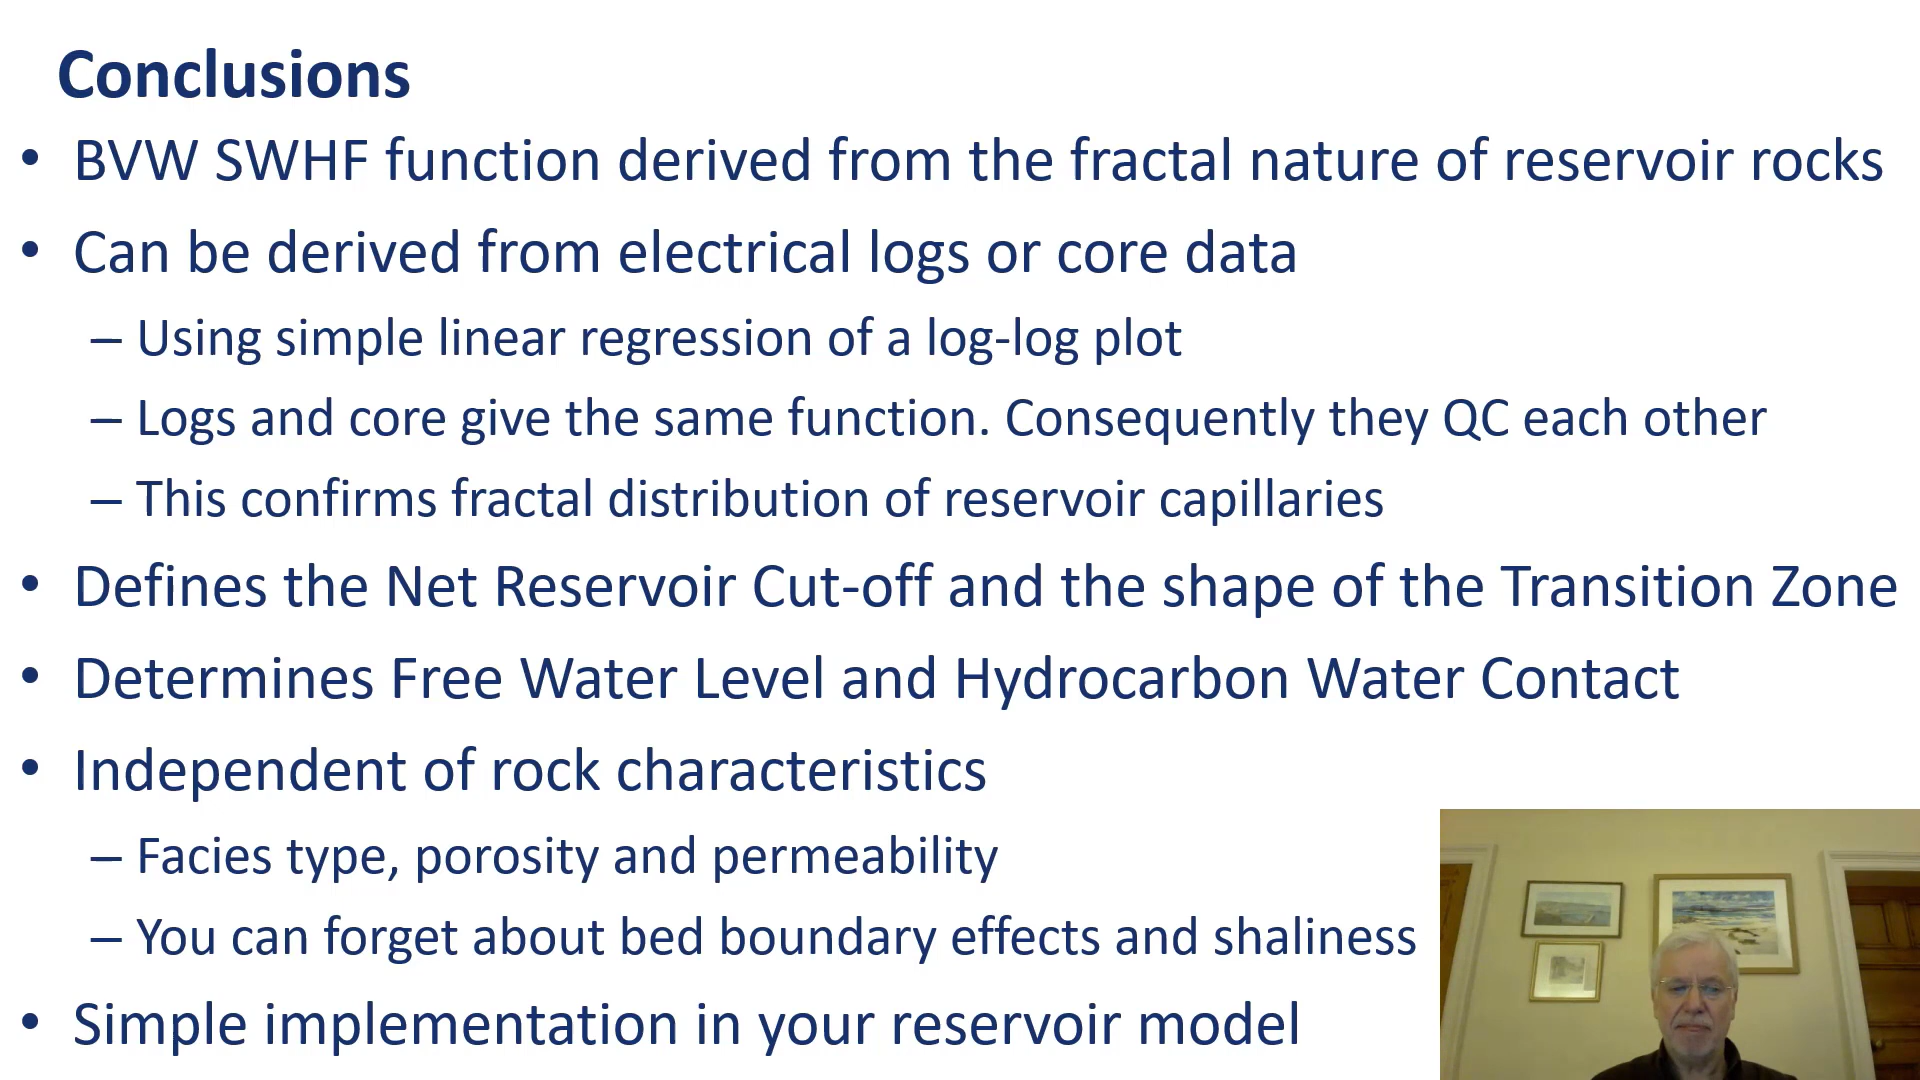 Conclusions
• BVW SWHF function derived from the fractal nature of reservoir rocks
• Can be derived from electrical logs or core data
– Using simple linear regression of a log-log plot
– Logs and core give the same function. Consequently they QC each other
– This confirms fractal distribution of reservoir capillaries
• Defines the Net Reservoir Cut-off and the shape of the Transition Zone
• Determines Free Water Level and Hydrocarbon Water Contact
• Independent of rock characteristics
– Facies type, porosity and permeability
– You can forget about bed boundary effects and shaliness
• Simple implementation in your reservoir model